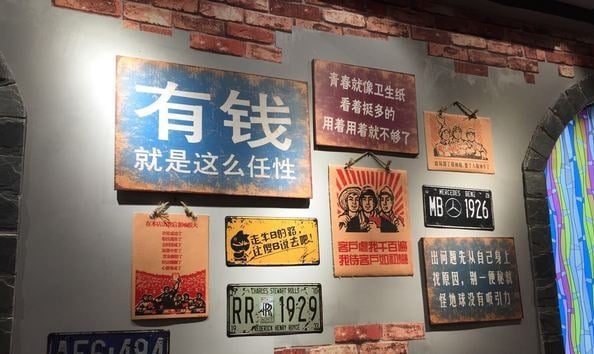 有钱
就是这么任性
青春就像卫生纸
看着挺多的
用着用着就不够了
MERCEDES BENZ
MB 1926
客户虐我千百遍
我待客户如初恋
走牛B的路,
让傻B说去吧!
CHARLES STEWART ROLLS
RR 1929
FREDERICK HENRY ROYCE
出问题先从自己身上
找原因,别一便秘就
怪地球没有吸引力